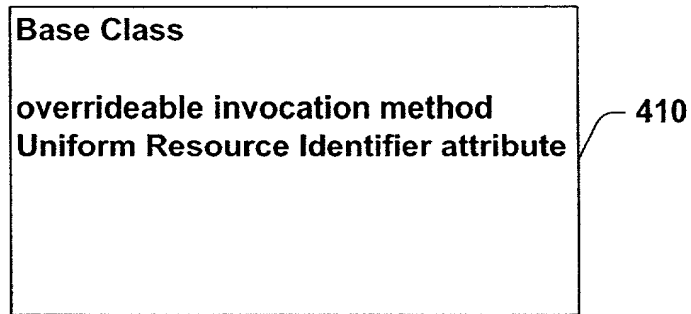 Base Class
overrideable invocation method
Uniform Resource Identifier attribute
410